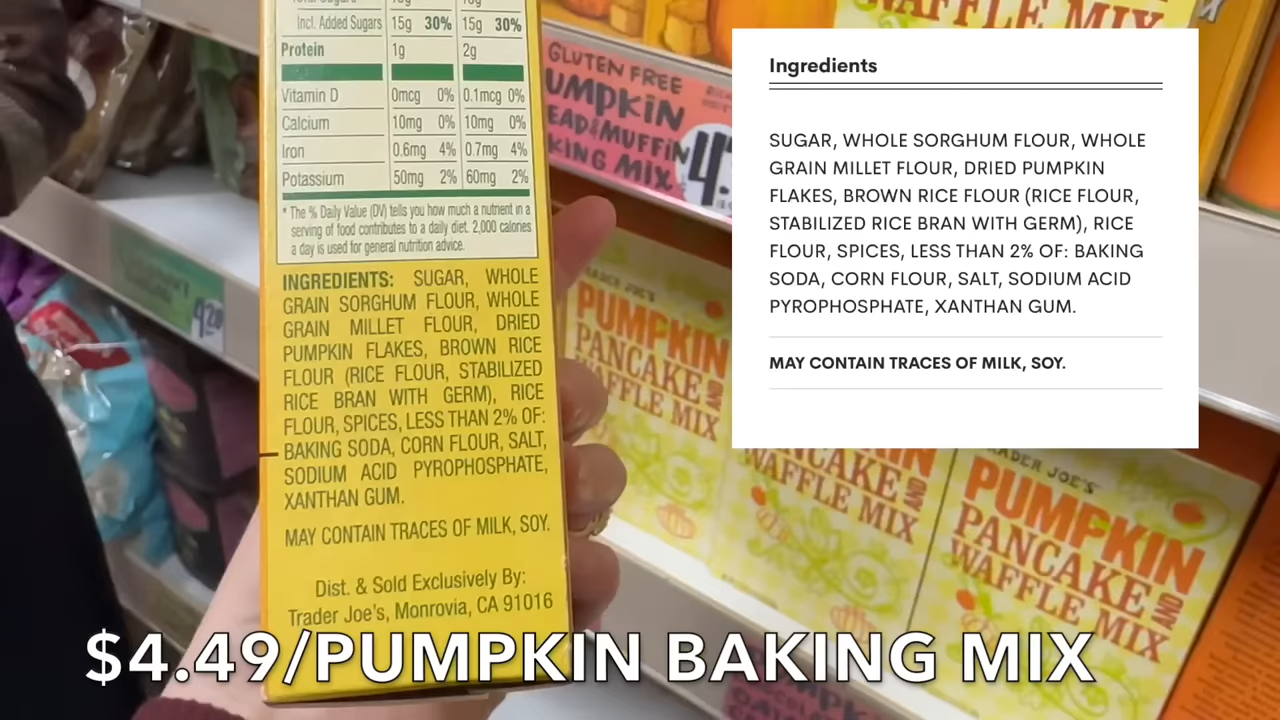 Incl. Added Sugars 15g 30% 15g 30%
Protein 1g 2g
Vitamin D 0mcg 0% 0.1mcg 0%
Calcium 10mg 0% 10mg 0%
Iron 0.6mg 4% 0.7mg 4%
Potassium 50mg 2% 60mg 2%
* The % Daily Value (DV) tells you how much a nutrient in a
serving of food contributes to a daily diet. 2,000 calories
a day is used for general nutrition advice.
INGREDIENTS: SUGAR, WHOLE
GRAIN SORGHUM FLOUR, WHOLE
GRAIN MILLET FLOUR, DRIED
PUMPKIN FLAKES, BROWN RICE
FLOUR (RICE FLOUR, STABILIZED
RICE BRAN WITH GERM), RICE
FLOUR, SPICES, LESS THAN 2% OF:
BAKING SODA, CORN FLOUR, SALT,
SODIUM ACID PYROPHOSPHATE,
XANTHAN GUM.
MAY CONTAIN TRACES OF MILK, SOY.
Dist. & Sold Exclusively By:
Trader Joe's, Monrovia, CA 91016
WAFFLE MIX
GLUTEN FREE
UMPKIN
EAD & MUFFIN
KING MIX
Ingredients
SUGAR, WHOLE SORGHUM FLOUR, WHOLE
GRAIN MILLET FLOUR, DRIED PUMPKIN
FLAKES, BROWN RICE FLOUR (RICE FLOUR,
STABILIZED RICE BRAN WITH GERM), RICE
FLOUR, SPICES, LESS THAN 2% OF: BAKING
SODA, CORN FLOUR, SALT, SODIUM ACID
PYROPHOSPHATE, XANTHAN GUM.
MAY CONTAIN TRACES OF MILK, SOY.
PUMPKIN
PANCAKE AND
WAFFLE MIX
NCAKE AND
WAFFLE MIX
TRADER JOE'S
PUMPKIN
PANCAKE AND
WAFFLE MIX
$4.49/PUMPKIN BAKING MIX